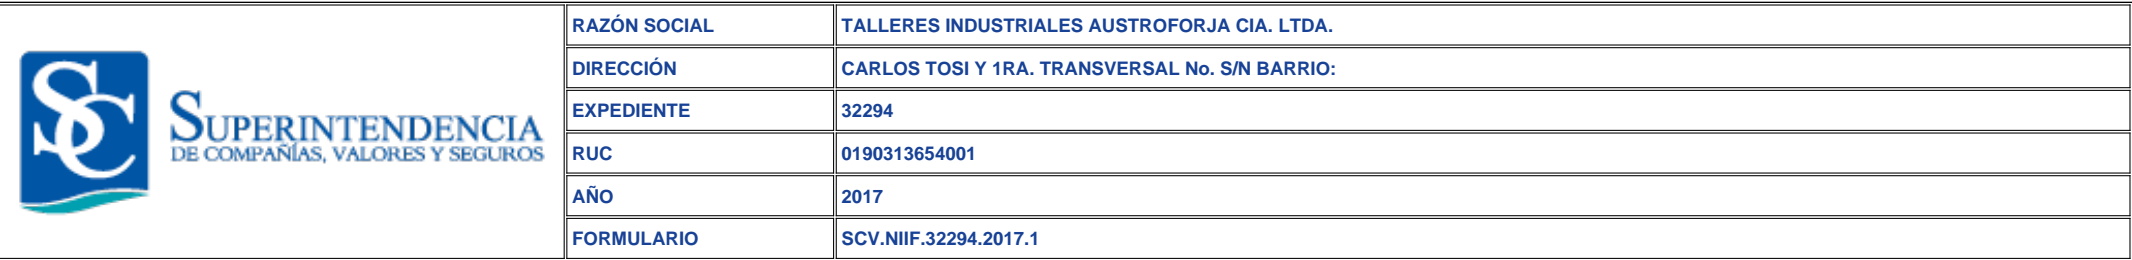 SC
SUPERINTENDENCIA
DE COMPAÑÍAS, VALORES Y SEGUROS
RAZÓN SOCIAL TALLERES INDUSTRIALES AUSTROFORJA CIA. LTDA.
DIRECCIÓN CARLOS TOSI Y 1RA. TRANSVERSAL No. S/N BARRIO:
EXPEDIENTE 32294
RUC 0190313654001
AÑO 2017
FORMULARIO SCV.NIIF.32294.2017.1